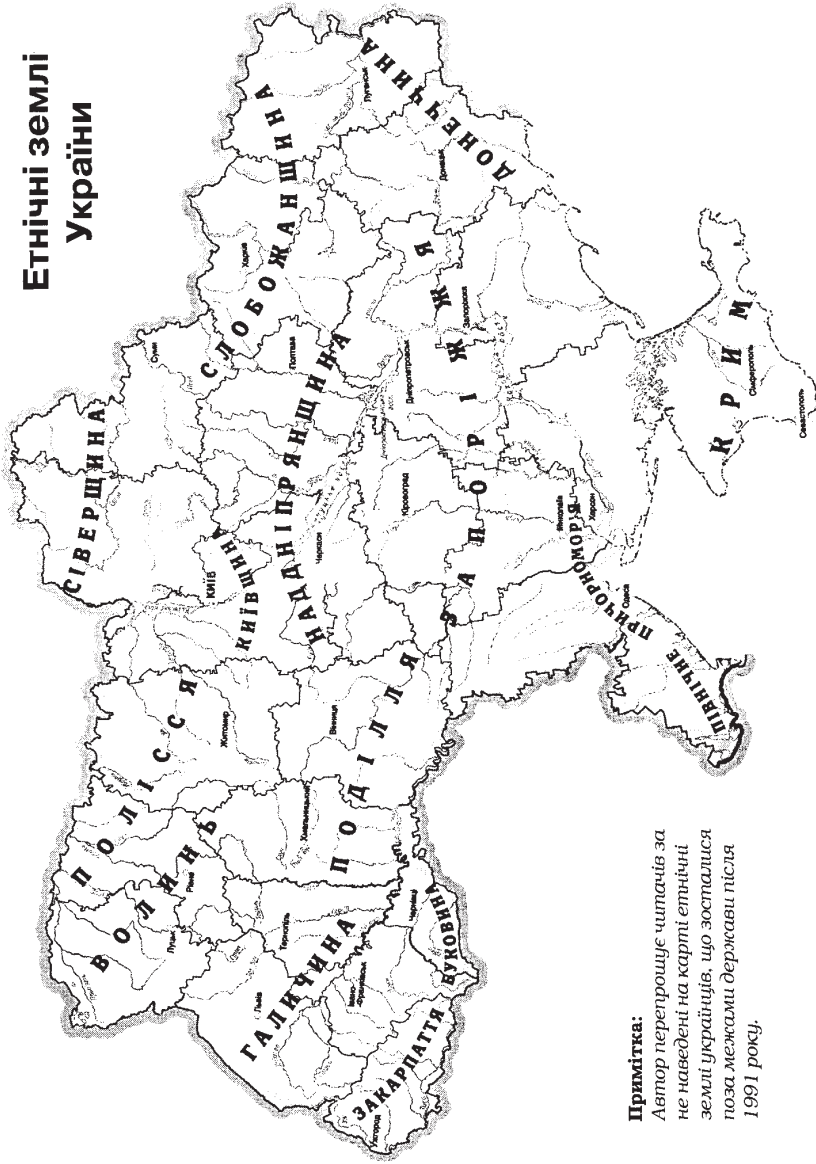 Етнічні землі
України
СІВЕРЩИНА
ПОЛІССЯ
ВОЛИНЬ
КИЇВЩИНА
СЛОБОЖАНЩИНА
НАДДНІПРЯНЩИНА
ГАЛИЧИНА
ПОДІЛЛЯ
ЗАКАРПАТТЯ
БУКОВИНА
ЗАПОРІЖЖЯ
ДОНЕЧЧИНА
ПІВНІЧНЕ ПРИЧОРНОМОРІЯ
КРИМ
Луцьк
Рівне
Житомир
КИЇВ
Суми
Львів
Тернопіль
Хмельницький
Вінниця
Черкаси
Полтава
Харків
Луганськ
Ужгород
Івано-
Франківськ
Чернівці
Кіровоград
Дніпропетровськ
Запоріжжя
Донецьк
Миколаїв
Херсон
Одеса
Сімферополь
Севастополь
Примітка:
Автор перепрошує читачів за
не наведені на карті етнічні
землі українців, що зосталися
поза межами держави після
1991 року.